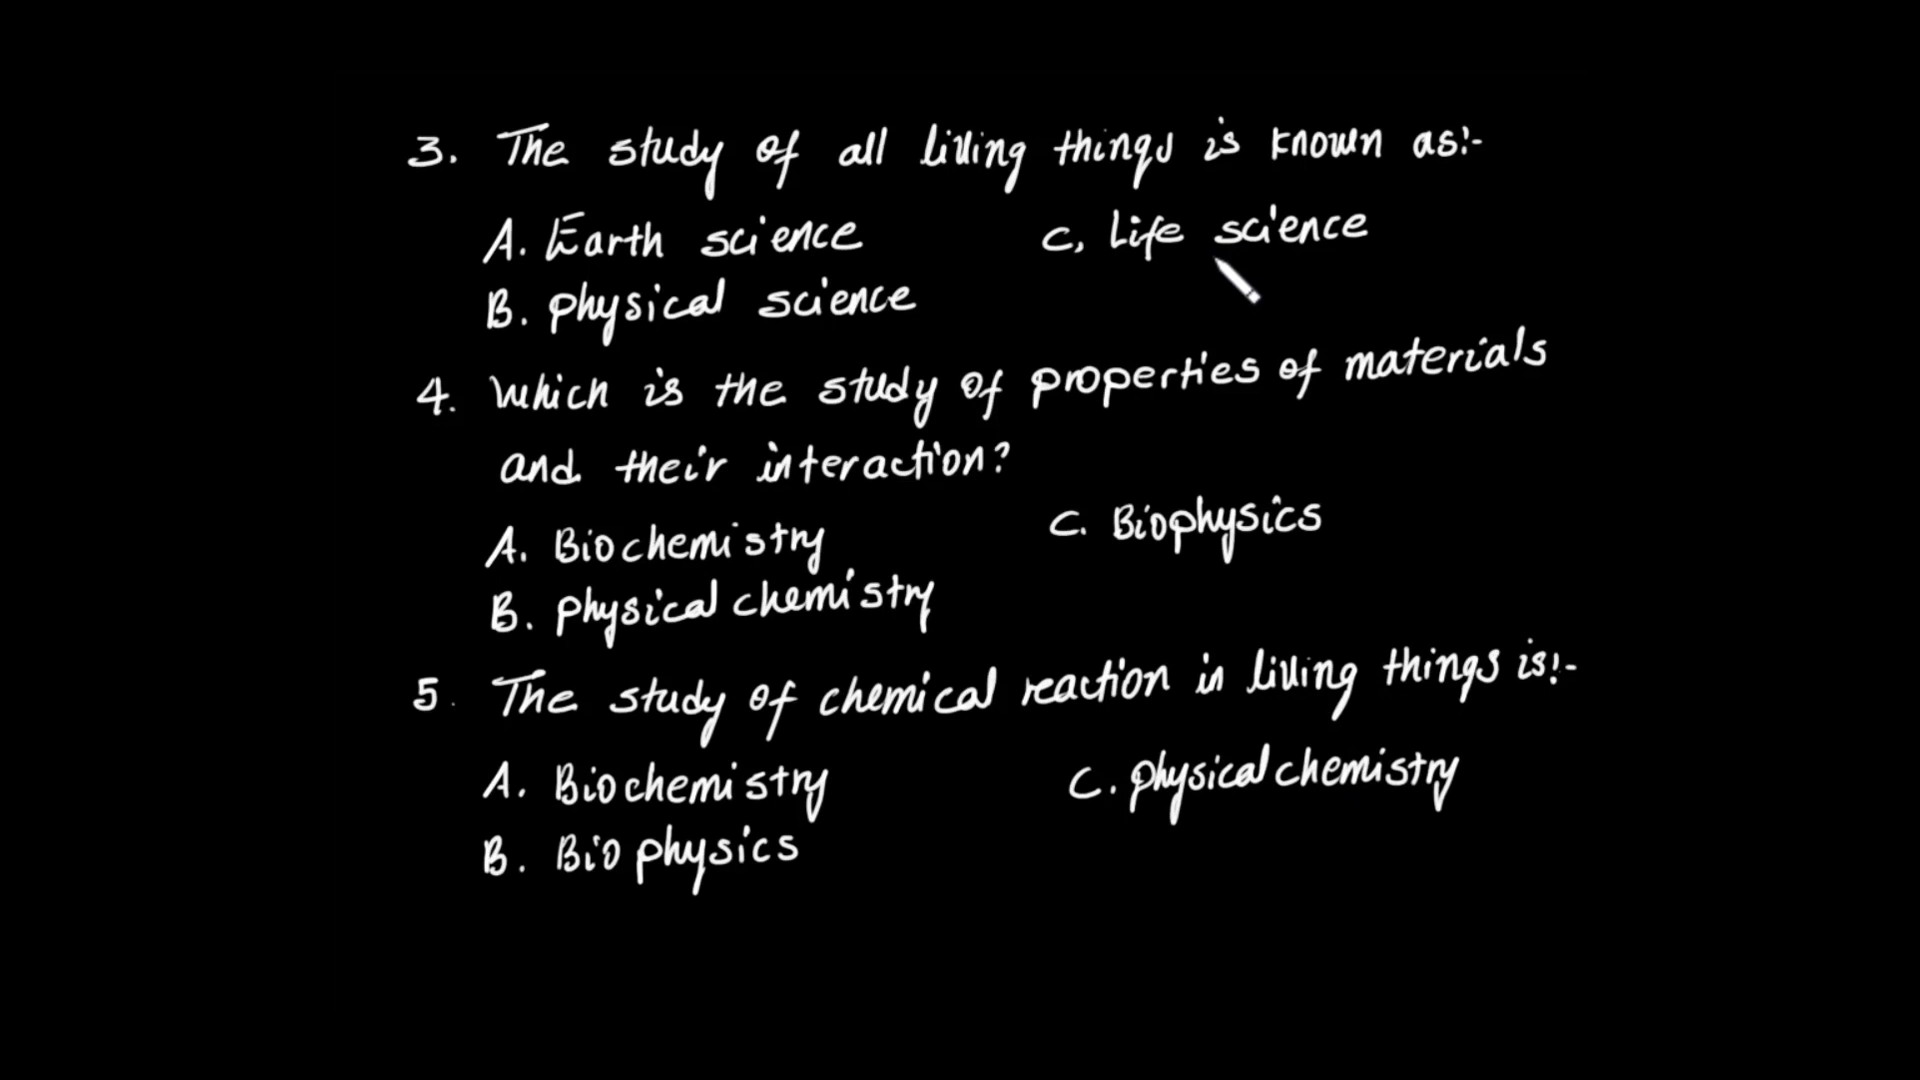 3. The study of all living things is known as:-
A. Earth science
C. Life science
B. physical science
4. Which is the study of properties of materials
and their interaction?
A. Biochemistry
C. Biophysics
B. physical chemistry
5. The study of chemical reaction in living things is:-
A. Biochemistry
C. physical chemistry
B. Biophysics